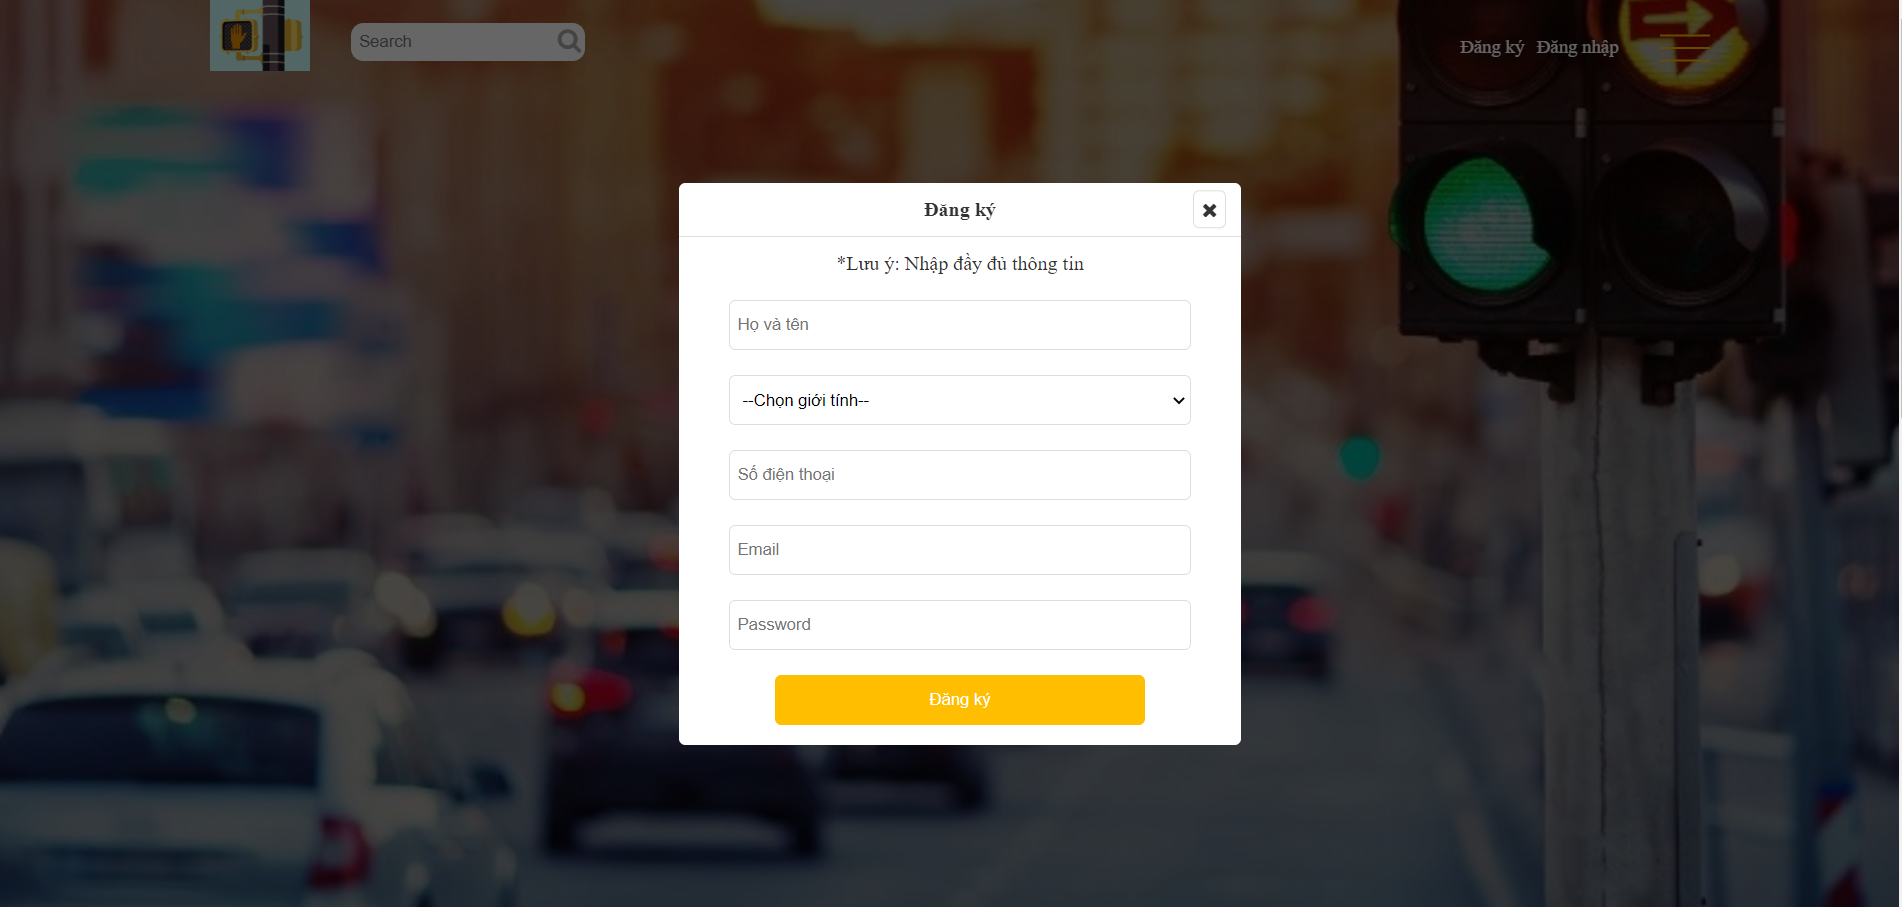 Search
Đăng ký Đăng nhập
Đăng ký
*Lưu ý: Nhập đầy đủ thông tin
Họ và tên
--Chọn giới tính--
Số điện thoại
Email
Password
Đăng ký